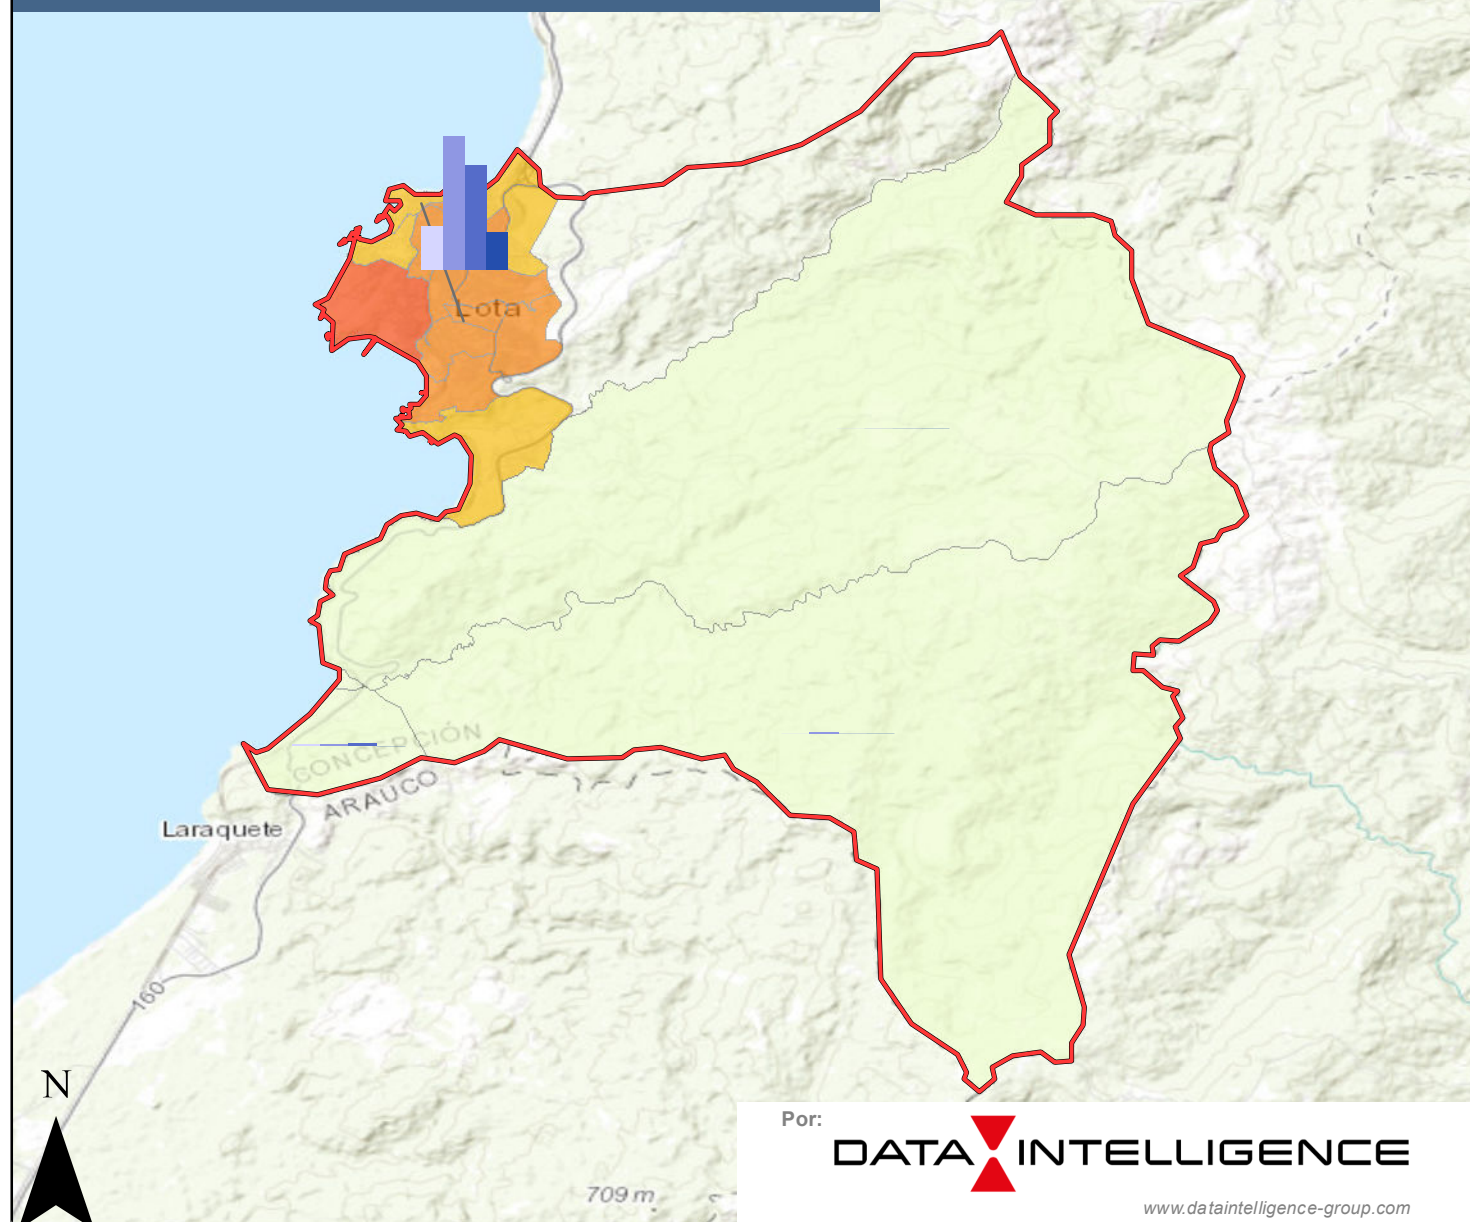 Lota
CONCEPCIÓN
ARAUCO
Laraquete
160
N
Por:
DATA INTELLIGENCE
709 m
www.dataintelligence-group.com